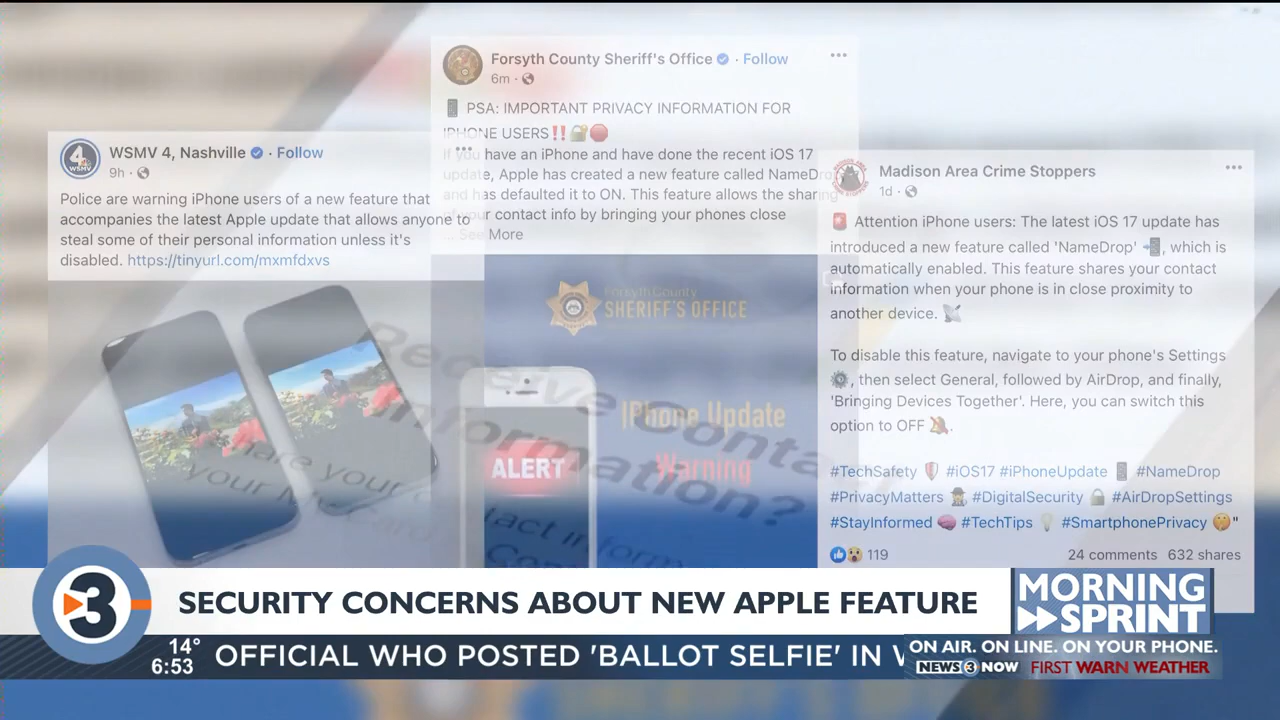 Forsyth County Sheriff's Office · Follow
6m ·
PSA: IMPORTANT PRIVACY INFORMATION FOR
IPHONE USERS‼️
If you have an iPhone and have done the recent iOS 17
update, Apple has created a new feature called NameDrop
and has defaulted it to ON. This feature allows the sharing
of your contact info by bringing your phones close
... See More
Forsyth County
SHERIFF'S OFFICE
iPhone Update
Warning
ALERT
4
WSMV
WSMV 4, Nashville · Follow
9h ·
Police are warning iPhone users of a new feature that
accompanies the latest Apple update that allows anyone to
steal some of their personal information unless it's
disabled. https://tinyurl.com/mxmfdxvs
Receive Contact
Information?
your
Madison Area Crime Stoppers
1d ·
Attention iPhone users: The latest iOS 17 update has
introduced a new feature called 'NameDrop', which is
automatically enabled. This feature shares your contact
information when your phone is in close proximity to
another device.
To disable this feature, navigate to your phone's Settings
, then select General, followed by AirDrop, and finally,
'Bringing Devices Together'. Here, you can switch this
option to OFF.
#TechSafety #iOS17 #iPhoneUpdate #NameDrop
#PrivacyMatters #DigitalSecurity #AirDropSettings
#StayInformed #TechTips #SmartphonePrivacy "
119 24 comments 632 shares
3
SECURITY CONCERNS ABOUT NEW APPLE FEATURE
MORNING
SPRINT
14°
6:53
OFFICIAL WHO POSTED 'BALLOT SELFIE' IN
ON AIR. ON LINE. ON YOUR PHONE.
NEWS 3 NOW FIRST WARN WEATHER